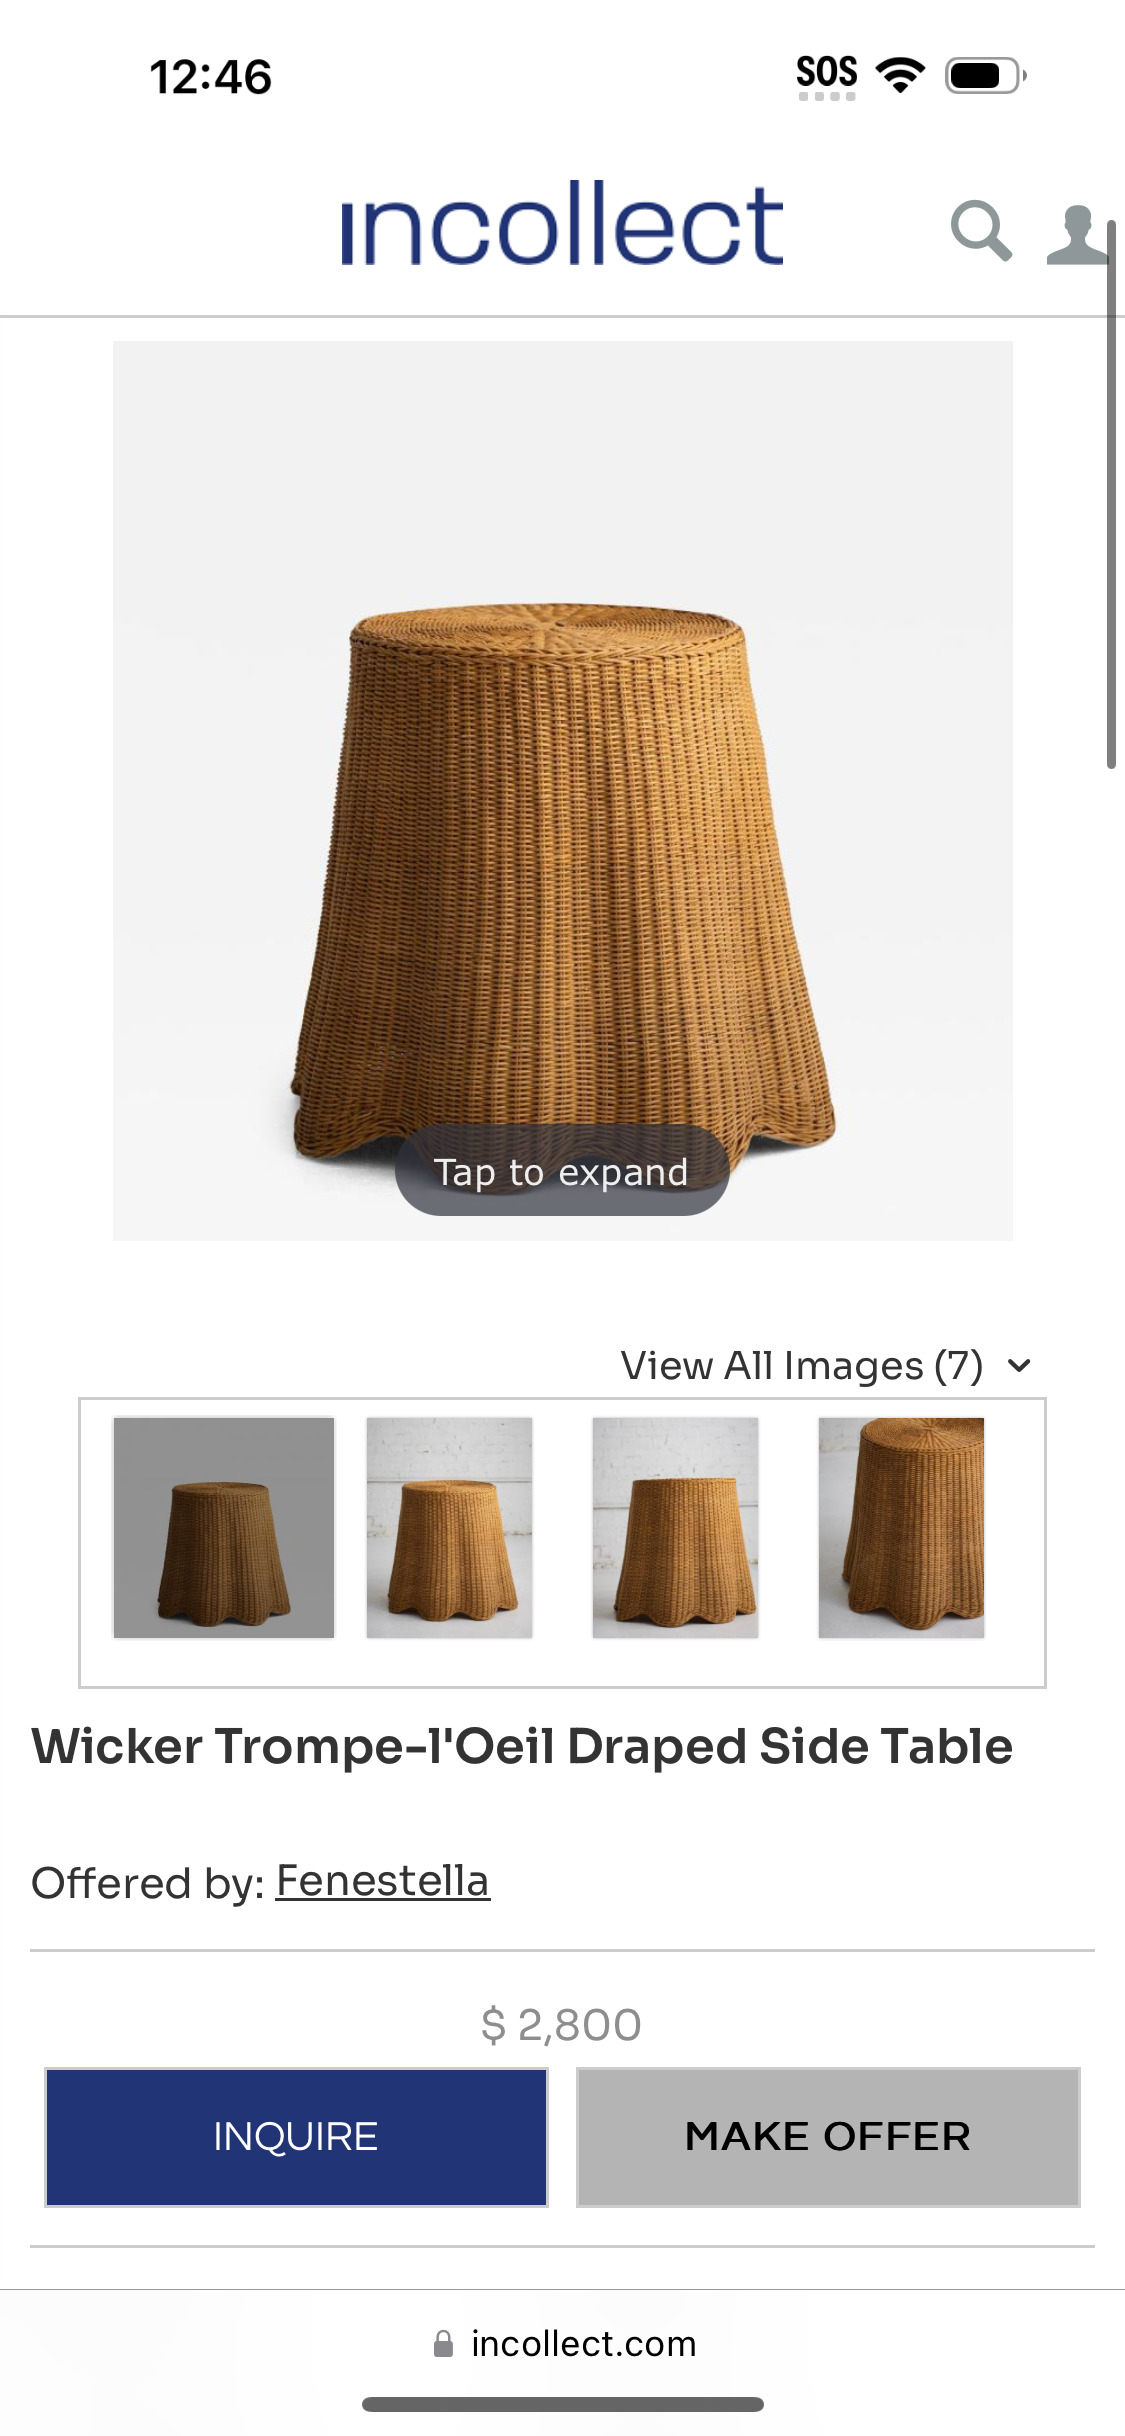 12:46
SOS
incollect
Tap to expand
View All Images (7)
Wicker Trompe-l'Oeil Draped Side Table
Offered by: Fenestella
$ 2,800
INQUIRE
MAKE OFFER
incollect.com